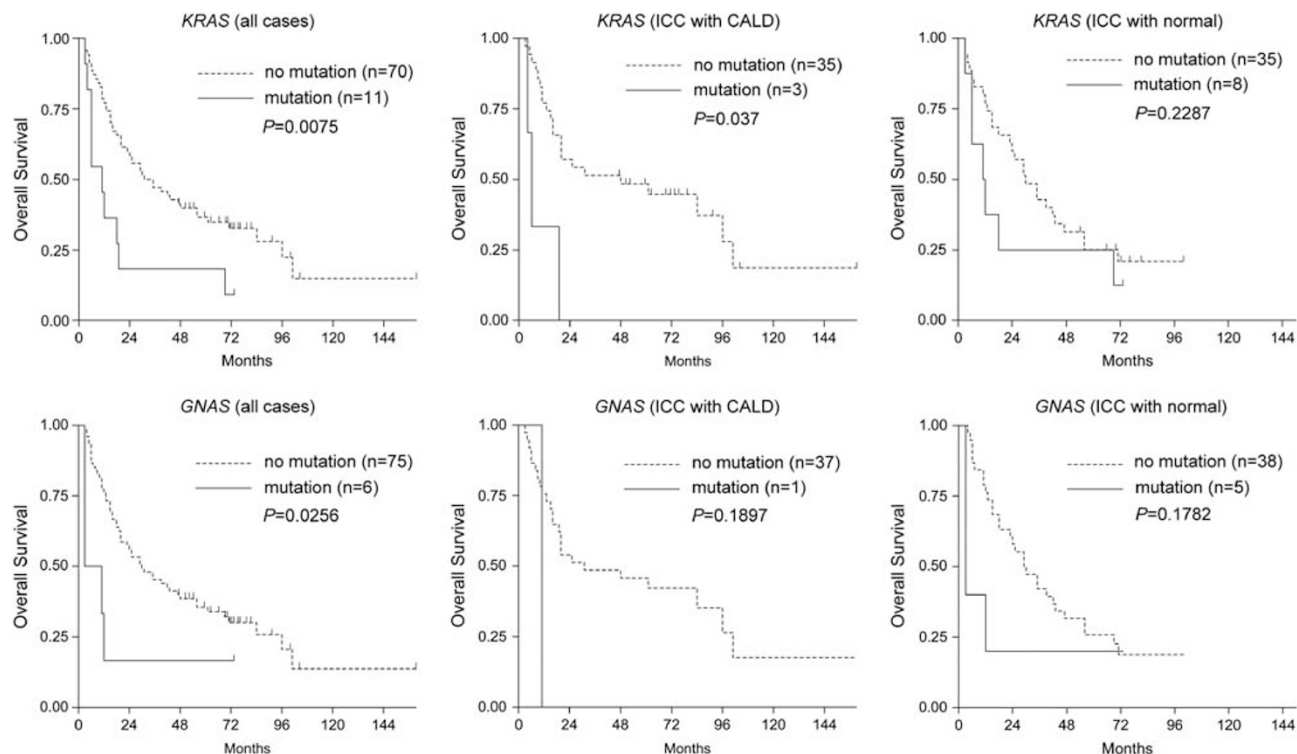 KRAS (all cases)
1.00
0.75
0.50
0.25
0.00
Overall Survival
no mutation (n=70)
mutation (n=11)
P=0.0075
0 24 48 72 96 120 144
Months
KRAS (ICC with CALD)
1.00
0.75
0.50
0.25
0.00
Overall Survival
no mutation (n=35)
mutation (n=3)
P=0.037
0 24 48 72 96 120 144
Months
KRAS (ICC with normal)
1.00
0.75
0.50
0.25
0.00
Overall Survival
no mutation (n=35)
mutation (n=8)
P=0.2287
0 24 72 120 144
Months
GNAS (all cases)
1.00
0.75
0.50
0.25
0.00
Overall Survival
no mutation (n=75)
mutation (n=6)
P=0.0256
0 24 48 72 96 120 144
Months
GNAS (ICC with CALD)
1.00
0.75
0.50
0.25
0.00
Overall Survival
no mutation (n=37)
mutation (n=1)
P=0.1897
0 24 48 72 96 120 144
Months
GNAS (ICC with normal)
1.00
0.75
0.50
0.25
0.00
Overall Survival
no mutation (n=38)
mutation (n=5)
P=0.1782
0 24 72 120 144
Months